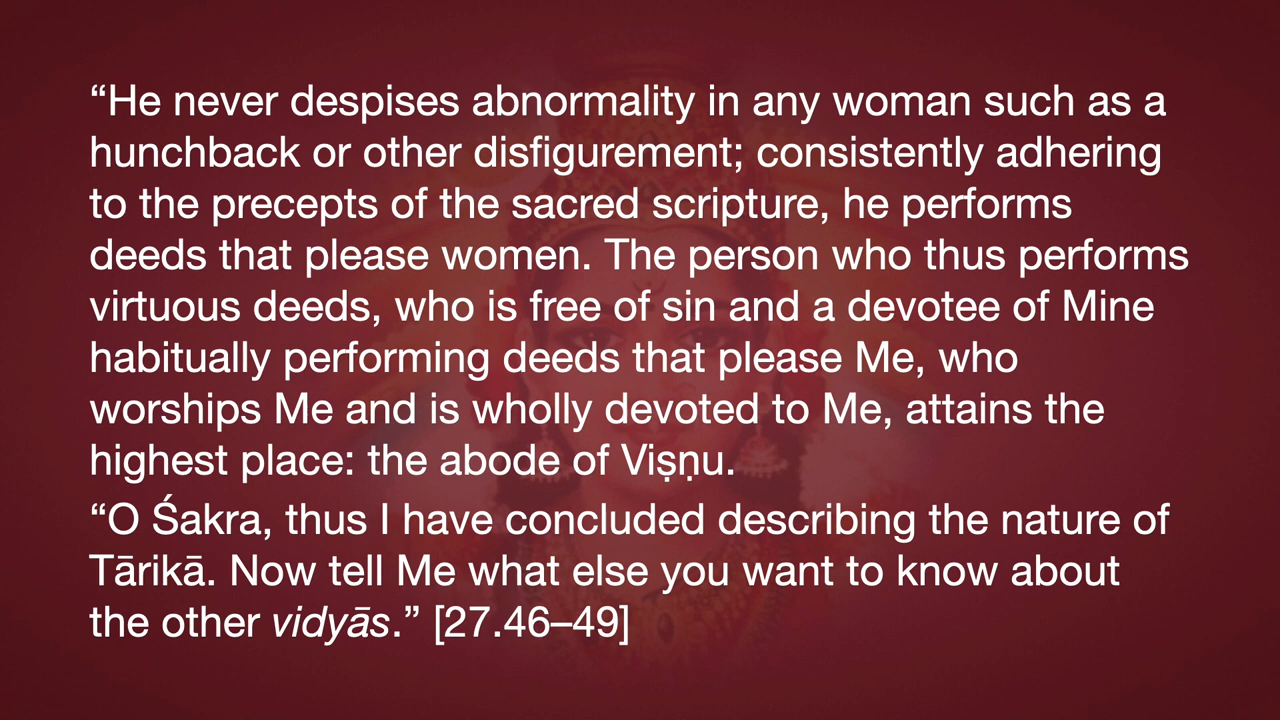 “He never despises abnormality in any woman such as a
hunchback or other disfigurement; consistently adhering
to the precepts of the sacred scripture, he performs
deeds that please women. The person who thus performs
virtuous deeds, who is free of sin and a devotee of Mine
habitually performing deeds that please Me, who
worships Me and is wholly devoted to Me, attains the
highest place: the abode of Viṣṇu.
“O Śakra, thus I have concluded describing the nature of
Tārikā. Now tell Me what else you want to know about
the other vidyās.” [27.46–49]